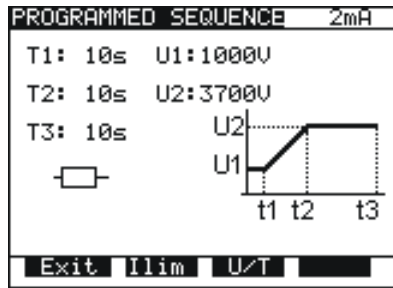 PROGRAMMED SEQUENCE 2mA
T1: 10s U1:1000V
T2: 10s U2:3700V
T3: 10s
U2
U1
t1 t2 t3
Exit Ilim U/T